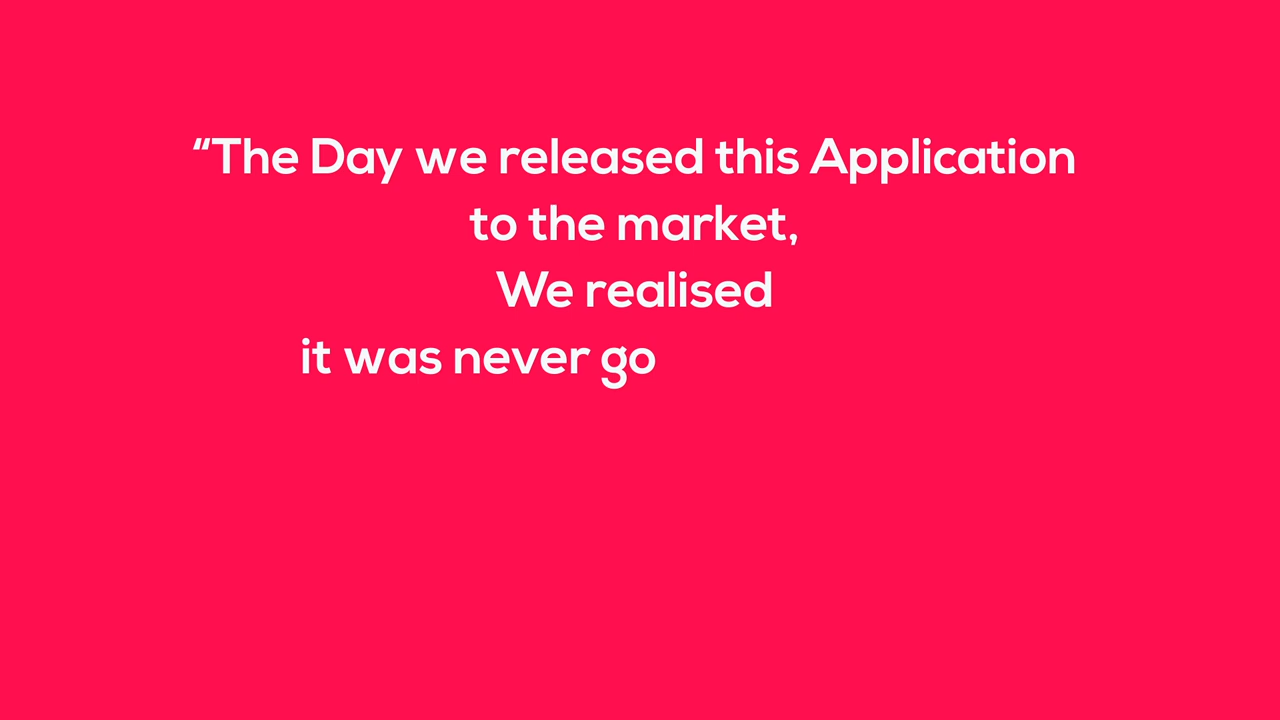 “The Day we released this Application
to the market,
We realised
it was never go